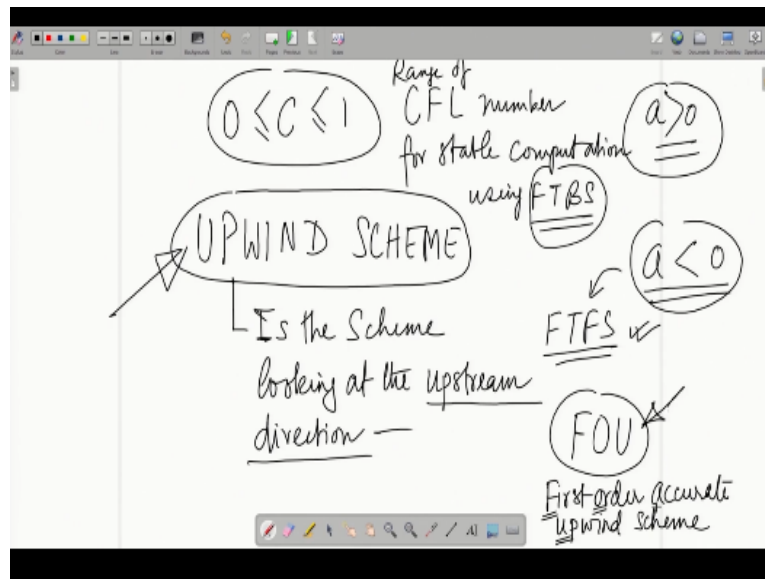 0 ≤ C ≤ 1
Range of
CFL number
for stable computation
using FTBS
a>0
UPWIND SCHEME
Is the Scheme
looking at the upstream
direction —
a < 0
FTFS
FOU
First order accurate
upwind scheme